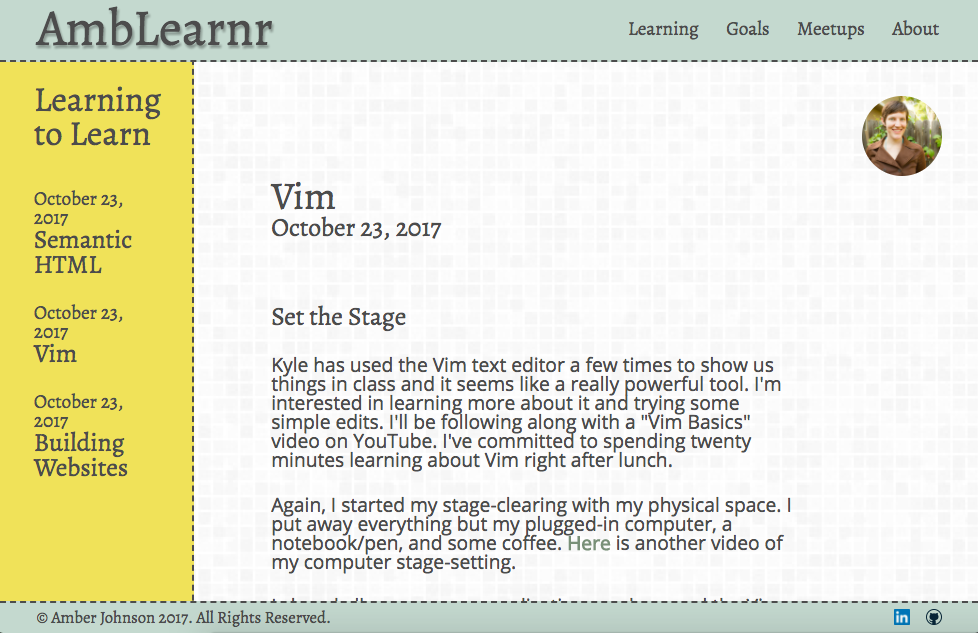 AmbLearnr
Learning Goals Meetups About
Learning
to Learn
October 23,
2017
Semantic
HTML
October 23,
2017
Vim
October 23,
2017
Building
Websites
Vim
October 23, 2017
Set the Stage
Kyle has used the Vim text editor a few times to show us
things in class and it seems like a really powerful tool. I'm
interested in learning more about it and trying some
simple edits. I'll be following along with a "Vim Basics"
video on YouTube. I've committed to spending twenty
minutes learning about Vim right after lunch.
Again, I started my stage-clearing with my physical space. I
put away everything but my plugged-in computer, a
notebook/pen, and some coffee. Here is another video of
my computer stage-setting.
© Amber Johnson 2017. All Rights Reserved.
in